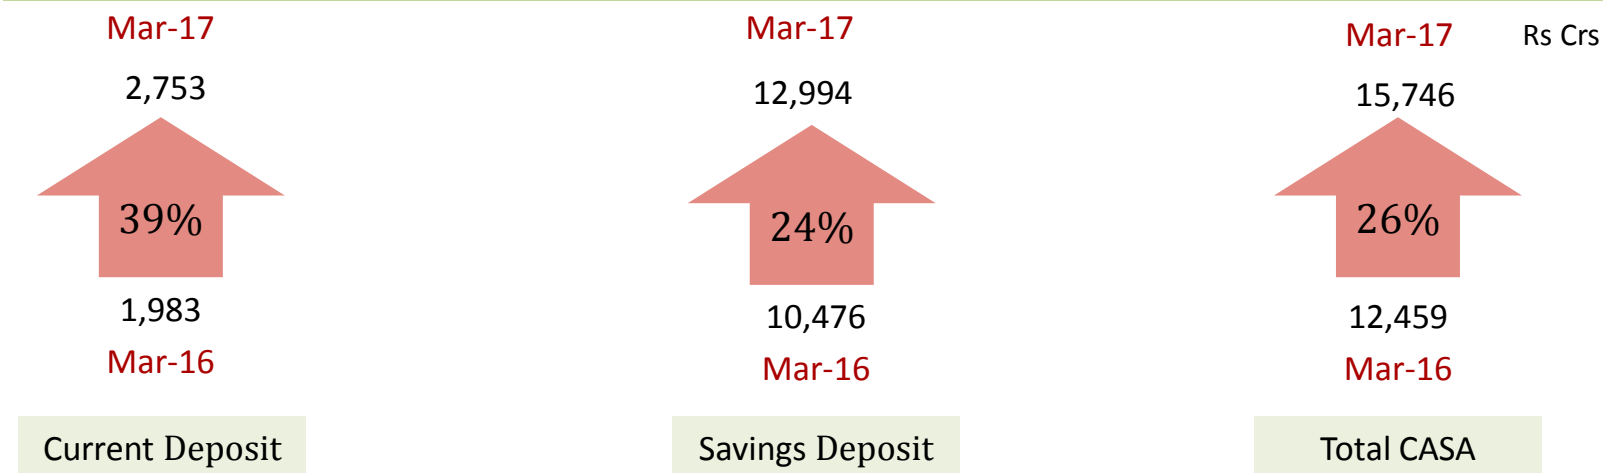 Mar-17
2,753
39%
1,983
Mar-16
Current Deposit
Mar-17
12,994
24%
10,476
Mar-16
Savings Deposit
Rs Crs
Mar-17
15,746
26%
12,459
Mar-16
Total CASA